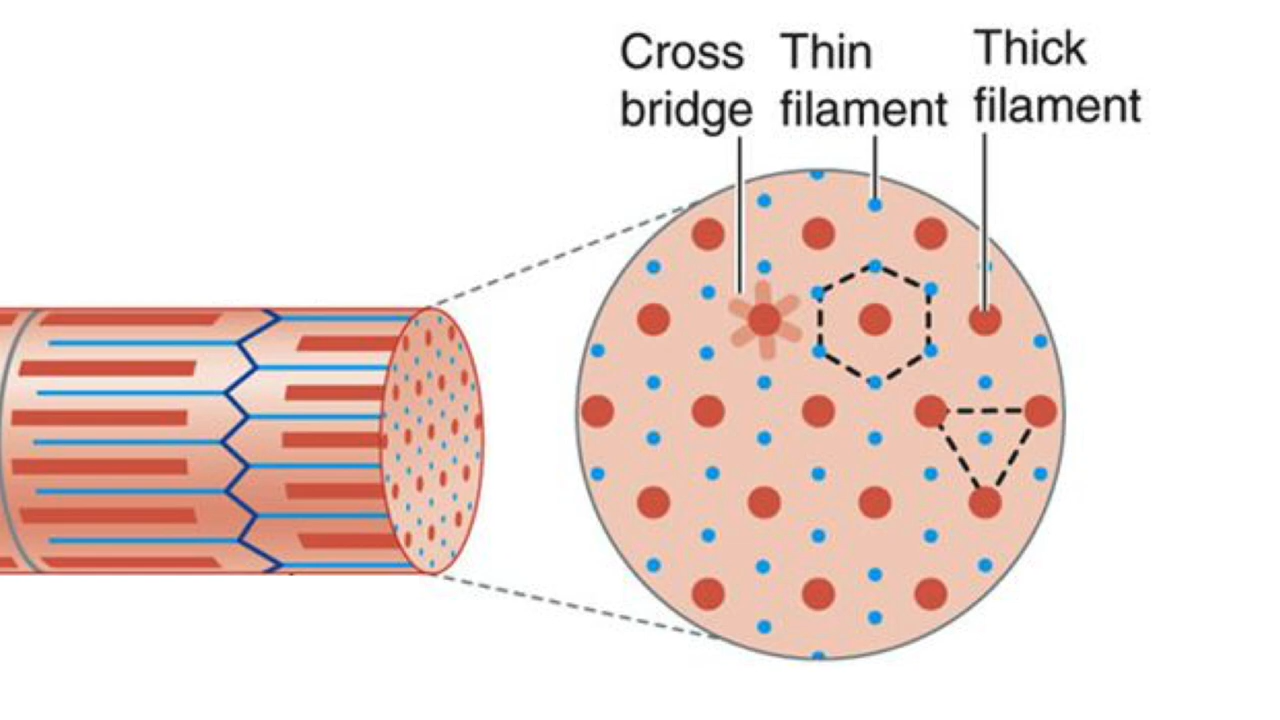 Cross
bridge
Thin
filament
Thick
filament